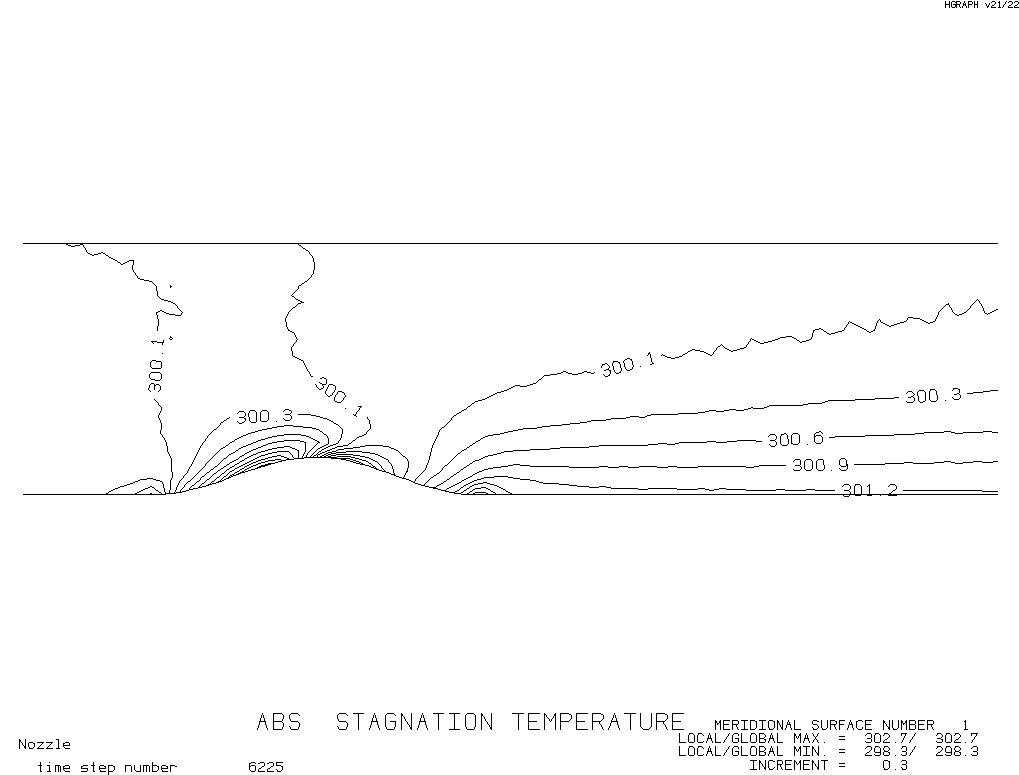 HGRAPH v21/22
300.1
300.1
300.1
300.3
300.3
300.6
300.9
301.2
ABS STAGNATION TEMPERATURE
MERIDIONAL SURFACE NUMBER 1
LOCAL/GLOBAL MAX. = 302.7/ 302.7
LOCAL/GLOBAL MIN. = 298.3/ 298.3
INCREMENT = 0.3
Nozzle
time step number 6225